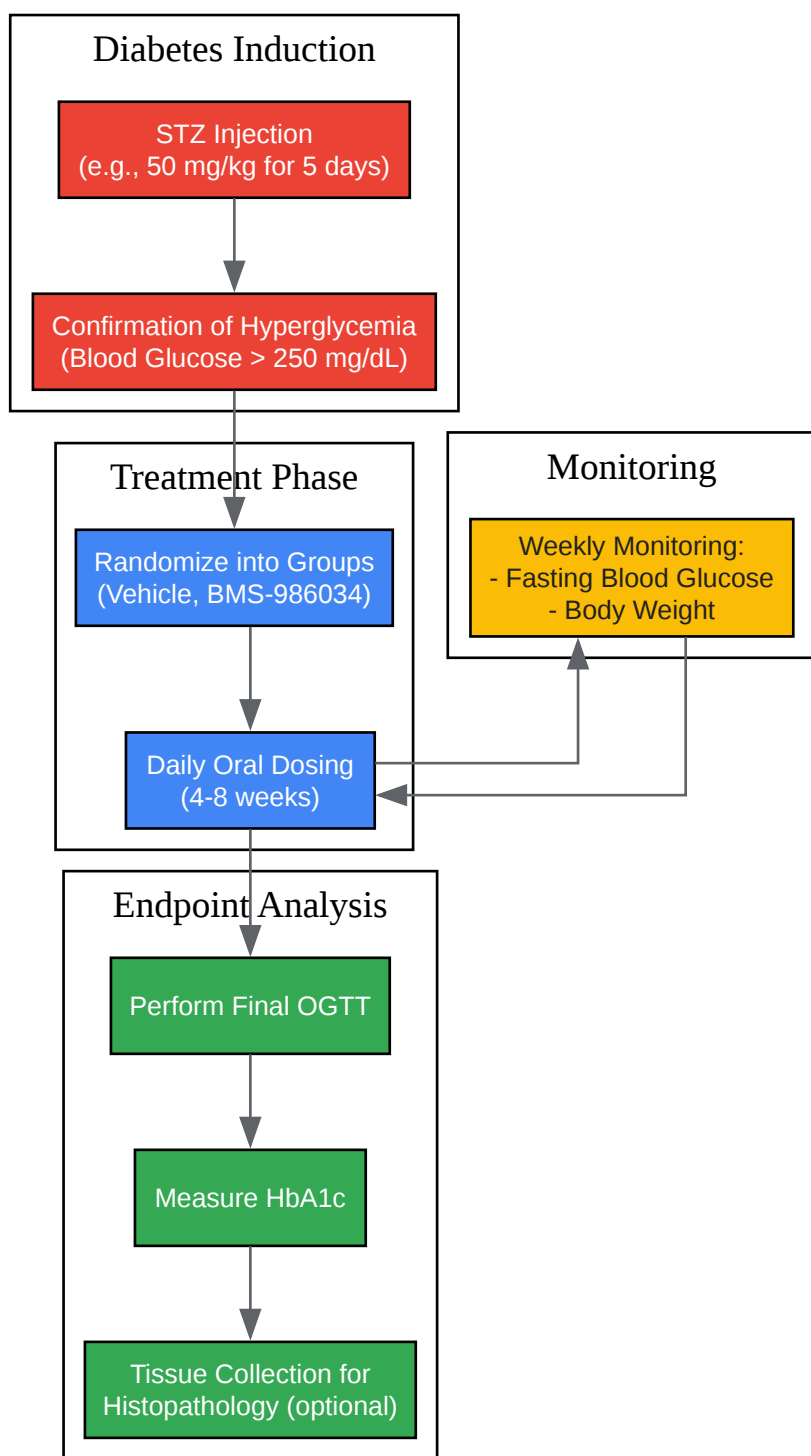 Diabetes Induction
STZ Injection
(e.g., 50 mg/kg for 5 days)
Confirmation of Hyperglycemia
(Blood Glucose > 250 mg/dL)
Treatment Phase
Randomize into Groups
(Vehicle, BMS-986034)
Daily Oral Dosing
(4-8 weeks)
Monitoring
Weekly Monitoring:
- Fasting Blood Glucose
- Body Weight
Endpoint Analysis
Perform Final OGTT
Measure HbA1c
Tissue Collection for
Histopathology (optional)